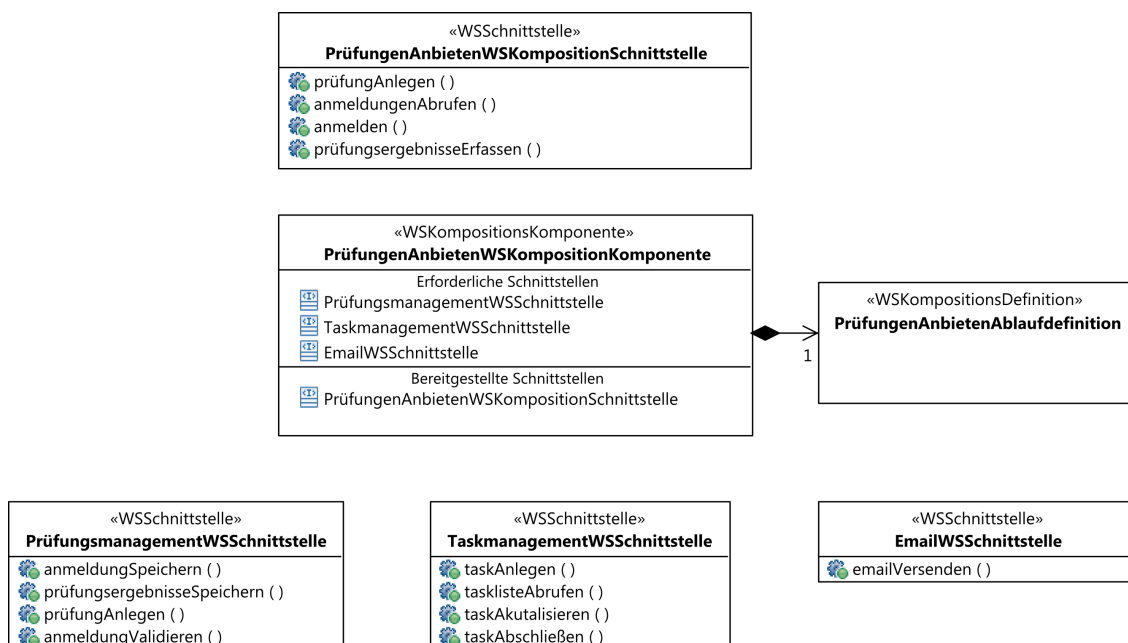 «WSSchnittstelle»
PrüfungenAnbietenWSKompositionSchnittstelle
prüfungAnlegen ( )
anmeldungenAbrufen ( )
anmelden ( )
prüfungsergebnisseErfassen ( )
«WSKompositionsKomponente»
PrüfungenAnbietenWSKompositionKomponente
Erforderliche Schnittstellen
PrüfungsmanagementWSSchnittstelle
TaskmanagementWSSchnittstelle
EmailWSSchnittstelle
Bereitgestellte Schnittstellen
PrüfungenAnbietenWSKompositionSchnittstelle
1
«WSKompositionsDefinition»
PrüfungenAnbietenAblaufdefinition
«WSSchnittstelle»
PrüfungsmanagementWSSchnittstelle
anmeldungSpeichern ( )
prüfungsergebnisseSpeichern ( )
prüfungAnlegen ( )
anmeldungValidieren ( )
«WSSchnittstelle»
TaskmanagementWSSchnittstelle
taskAnlegen ( )
tasklisteAbrufen ( )
taskAkutalisieren ( )
taskAbschließen ( )
«WSSchnittstelle»
EmailWSSchnittstelle
emailVersenden ( )